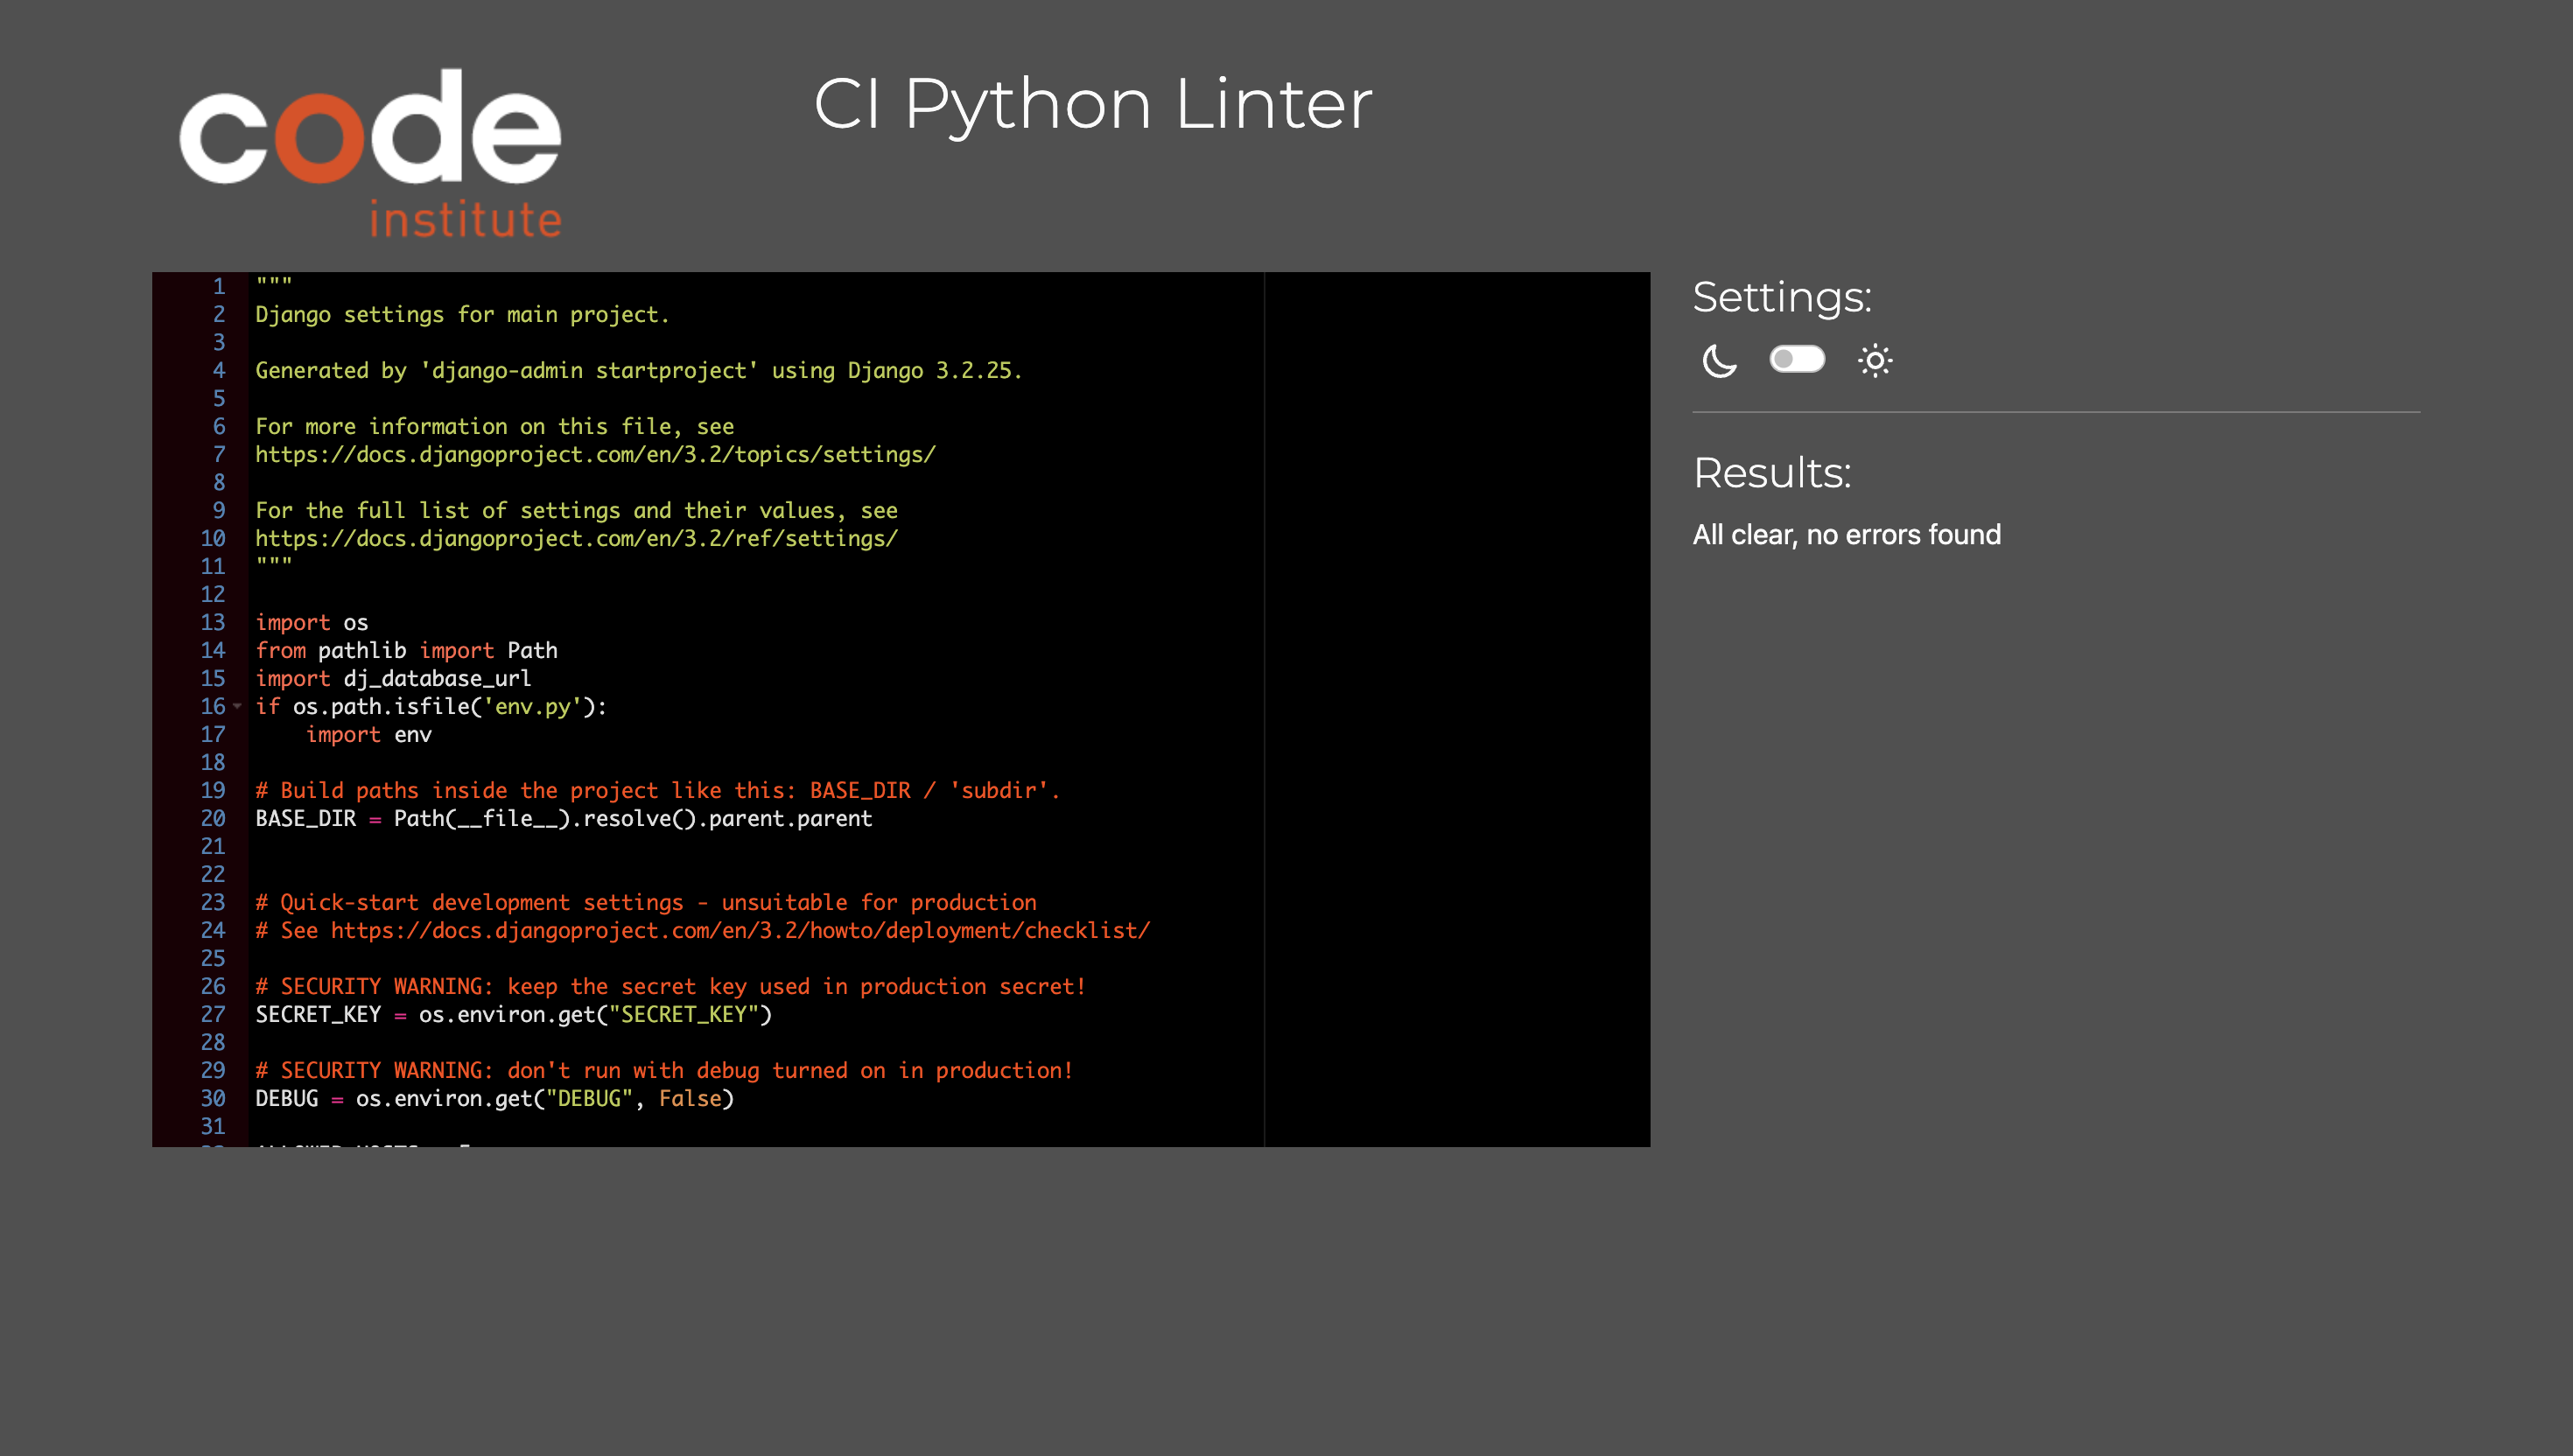 code
institute
CI Python Linter
1 """
2 Django settings for main project.
3
4 Generated by 'django-admin startproject' using Django 3.2.25.
5
6 For more information on this file, see
7 https://docs.djangoproject.com/en/3.2/topics/settings/
8
9 For the full list of settings and their values, see
10 https://docs.djangoproject.com/en/3.2/ref/settings/
11 """
12
13 import os
14 from pathlib import Path
15 import dj_database_url
16 if os.path.isfile('env.py'):
17     import env
18
19 # Build paths inside the project like this: BASE_DIR / 'subdir'.
20 BASE_DIR = Path(__file__).resolve().parent.parent
21
22
23 # Quick-start development settings - unsuitable for production
24 # See https://docs.djangoproject.com/en/3.2/howto/deployment/checklist/
25
26 # SECURITY WARNING: keep the secret key used in production secret!
27 SECRET_KEY = os.environ.get("SECRET_KEY")
28
29 # SECURITY WARNING: don't run with debug turned on in production!
30 DEBUG = os.environ.get("DEBUG", False)
31
Settings:
Results:
All clear, no errors found